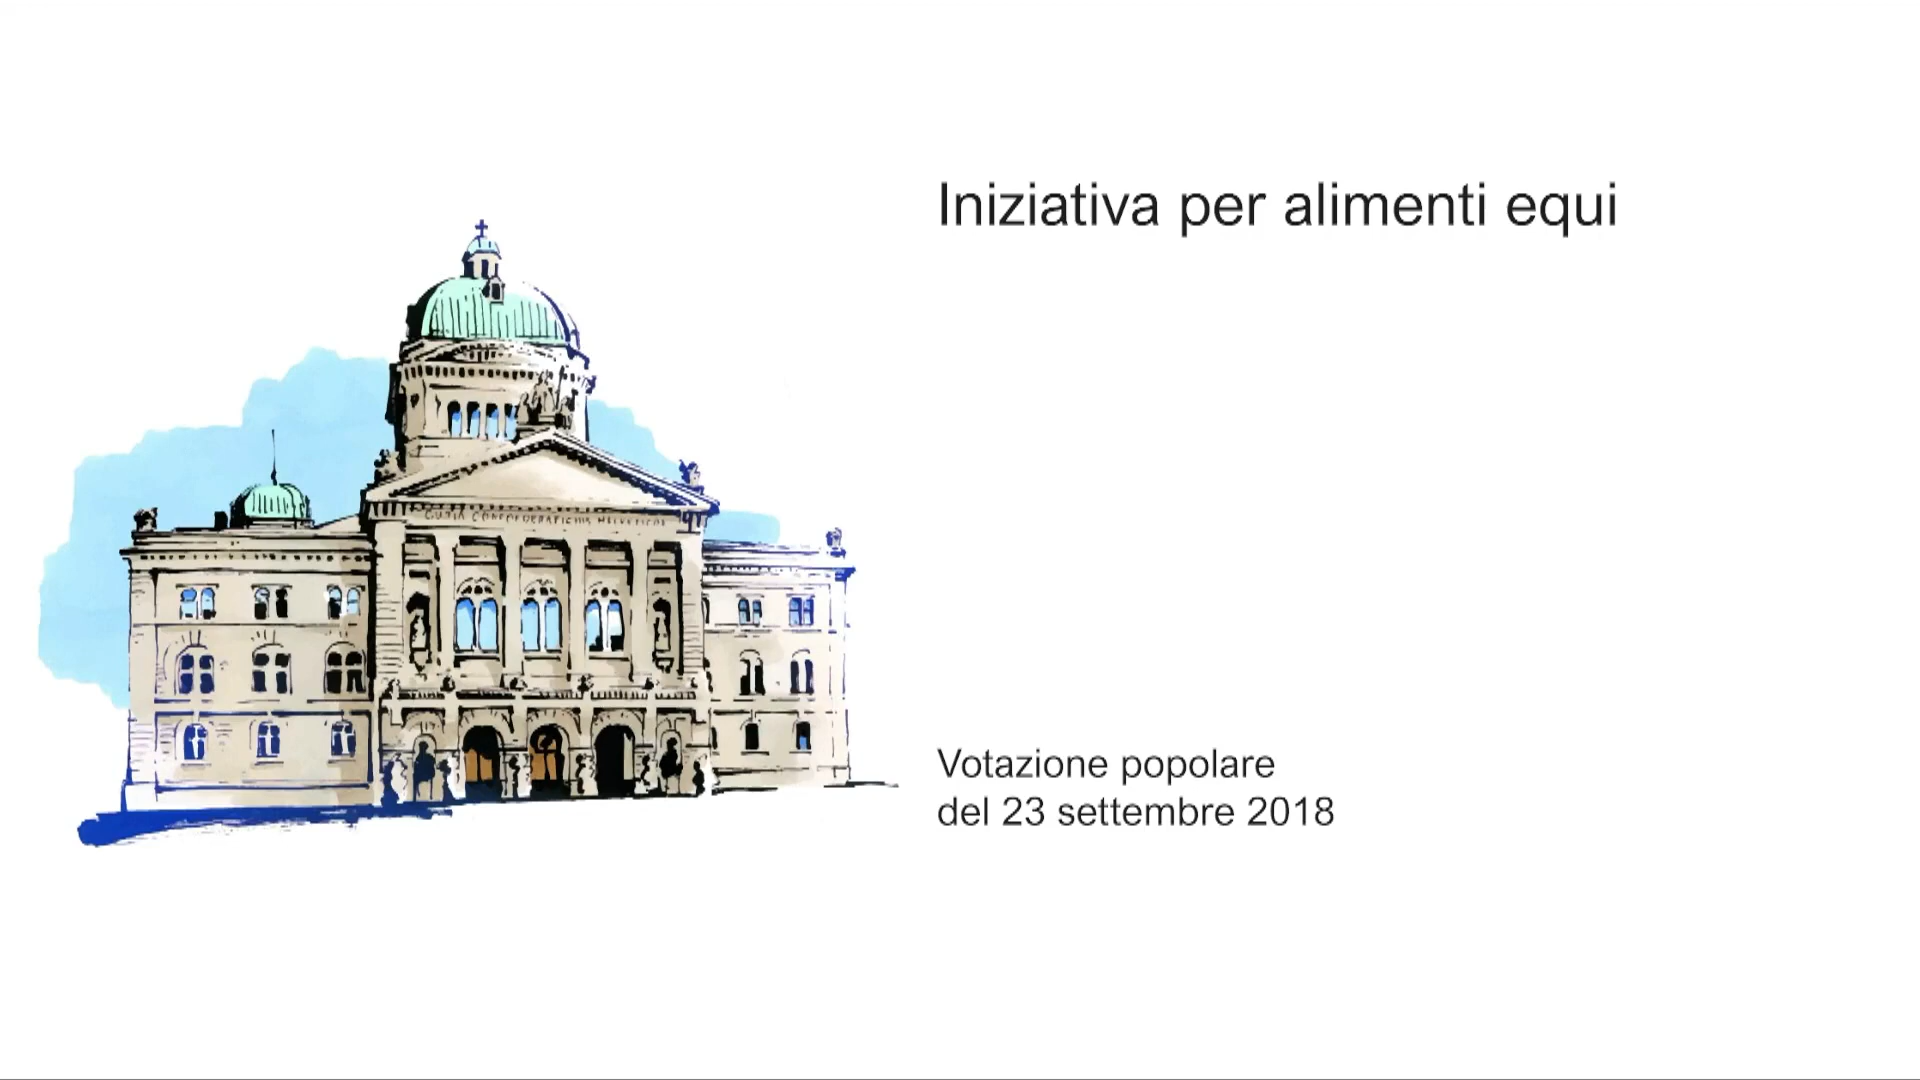 Iniziativa per alimenti equi
Votazione popolare
del 23 settembre 2018